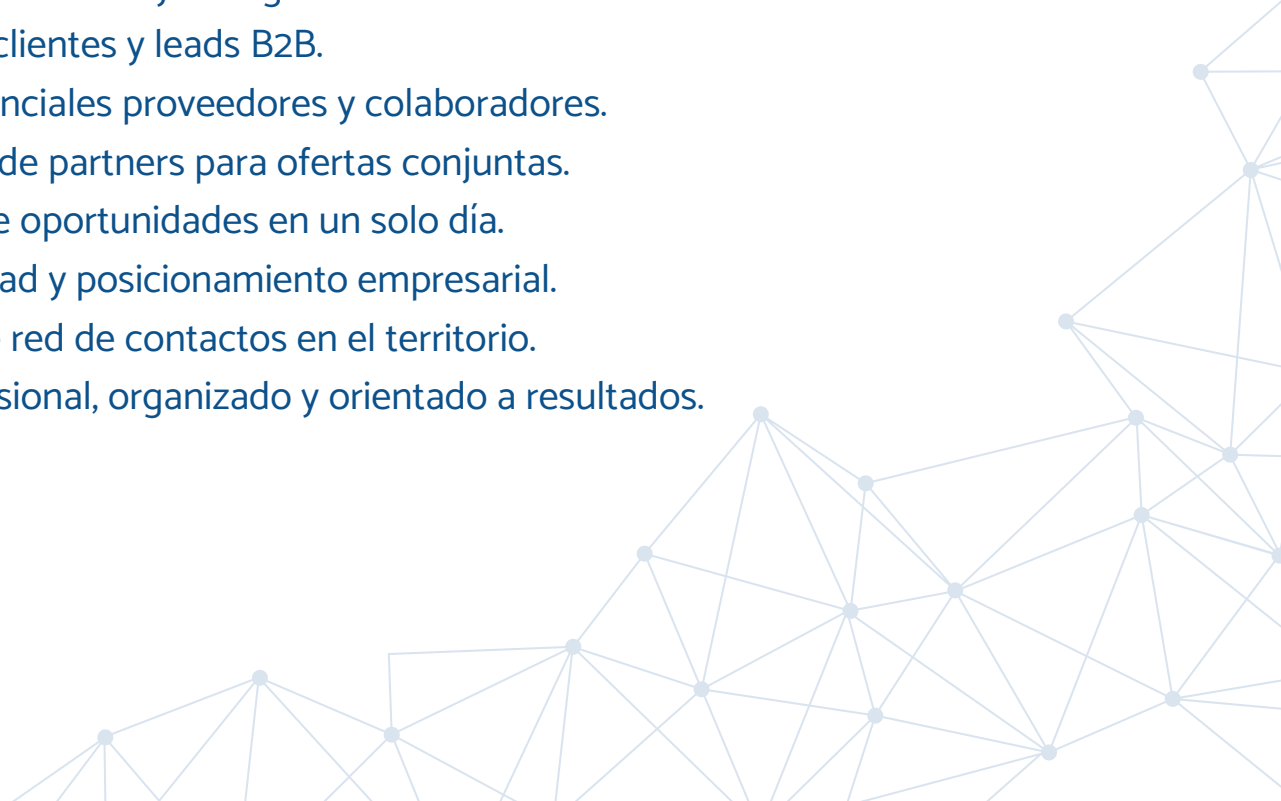 clientes y leads B2B.
nciales proveedores y colaboradores.
de partners para ofertas conjuntas.
e oportunidades en un solo día.
ad y posicionamiento empresarial.
red de contactos en el territorio.
sional, organizado y orientado a resultados.